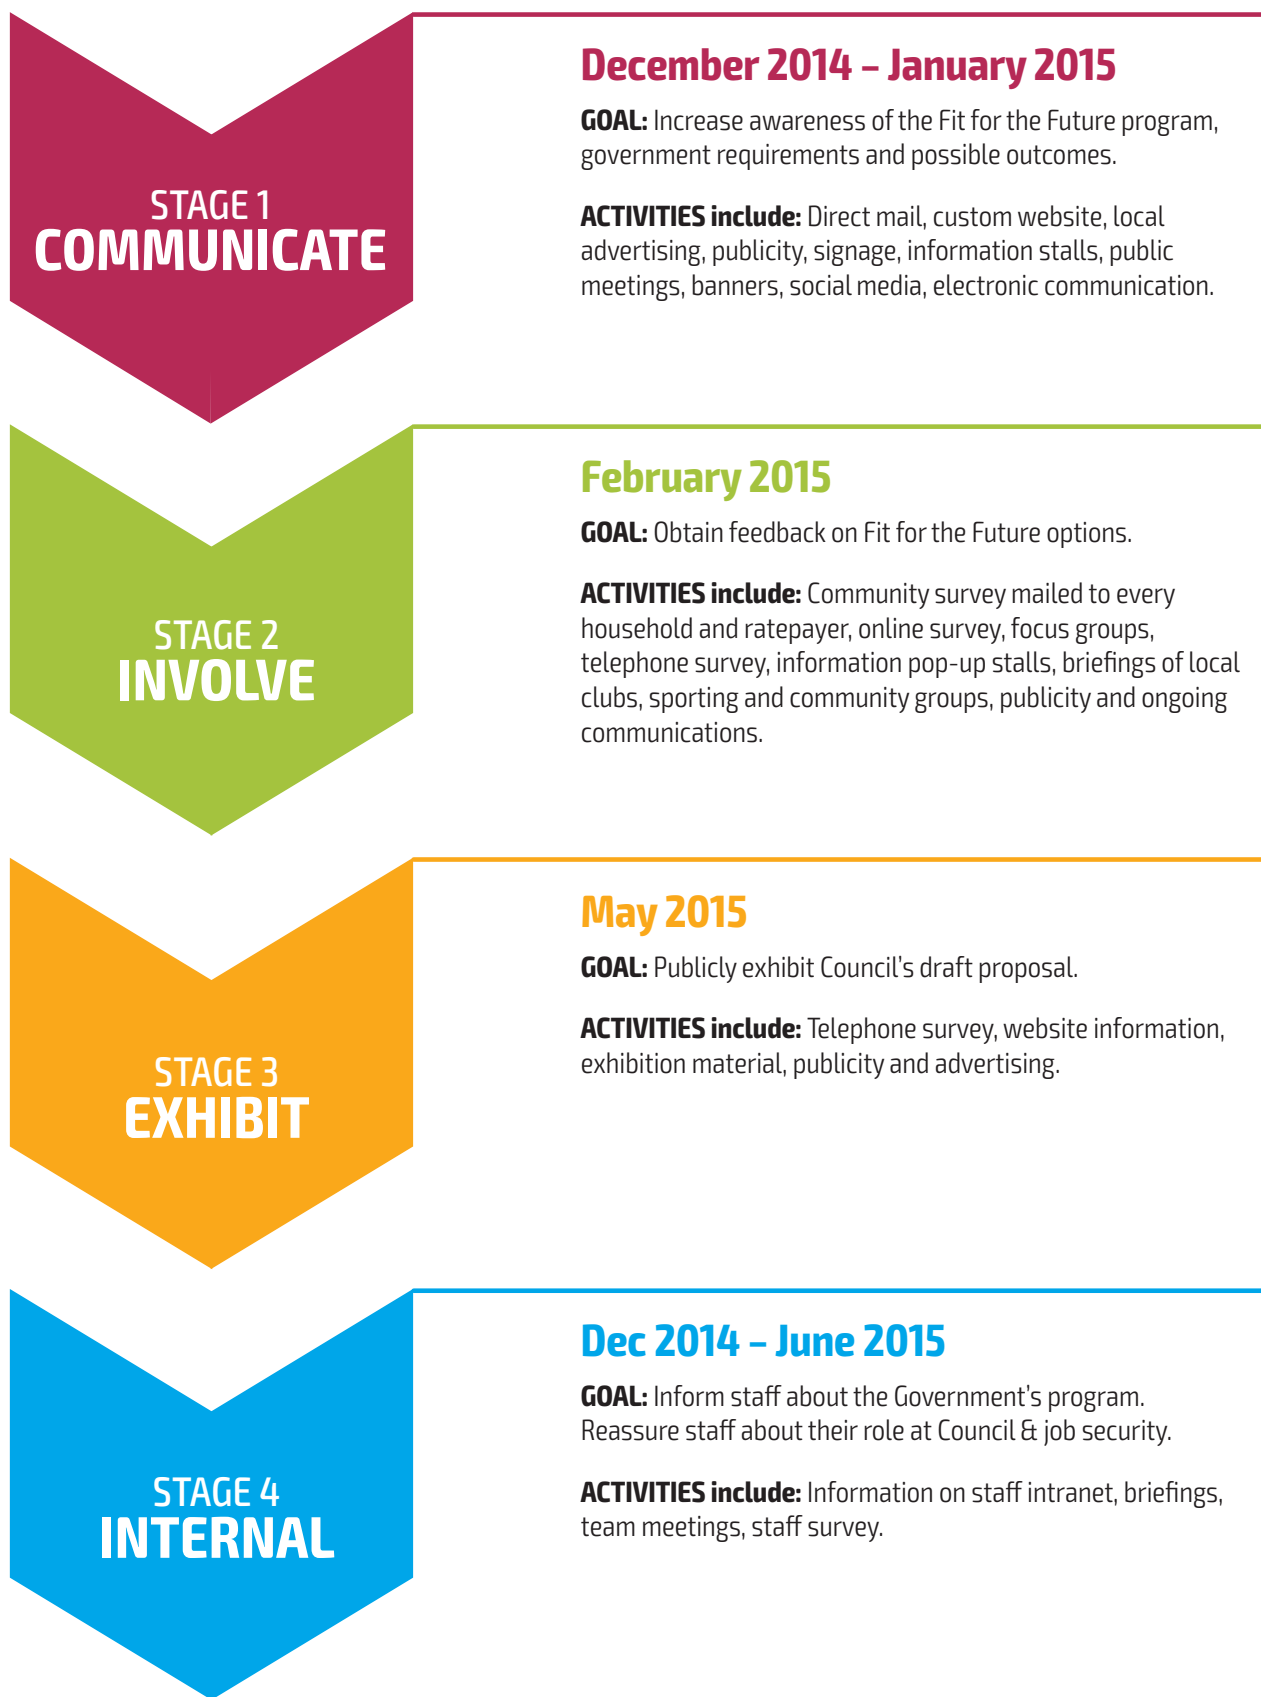 STAGE 1
COMMUNICATE
December 2014 – January 2015
GOAL: Increase awareness of the Fit for the Future program,
government requirements and possible outcomes.
ACTIVITIES include: Direct mail, custom website, local
advertising, publicity, signage, information stalls, public
meetings, banners, social media, electronic communication.
STAGE 2
INVOLVE
February 2015
GOAL: Obtain feedback on Fit for the Future options.
ACTIVITIES include: Community survey mailed to every
household and ratepayer, online survey, focus groups,
telephone survey, information pop-up stalls, briefings of local
clubs, sporting and community groups, publicity and ongoing
communications.
STAGE 3
EXHIBIT
May 2015
GOAL: Publicly exhibit Council's draft proposal.
ACTIVITIES include: Telephone survey, website information,
exhibition material, publicity and advertising.
STAGE 4
INTERNAL
Dec 2014 – June 2015
GOAL: Inform staff about the Government's program.
Reassure staff about their role at Council & job security.
ACTIVITIES include: Information on staff intranet, briefings,
team meetings, staff survey.